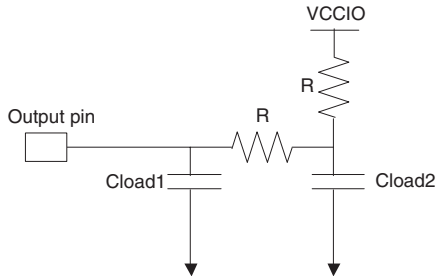 VCCIO
R
Output pin
R
Cload1
Cload2